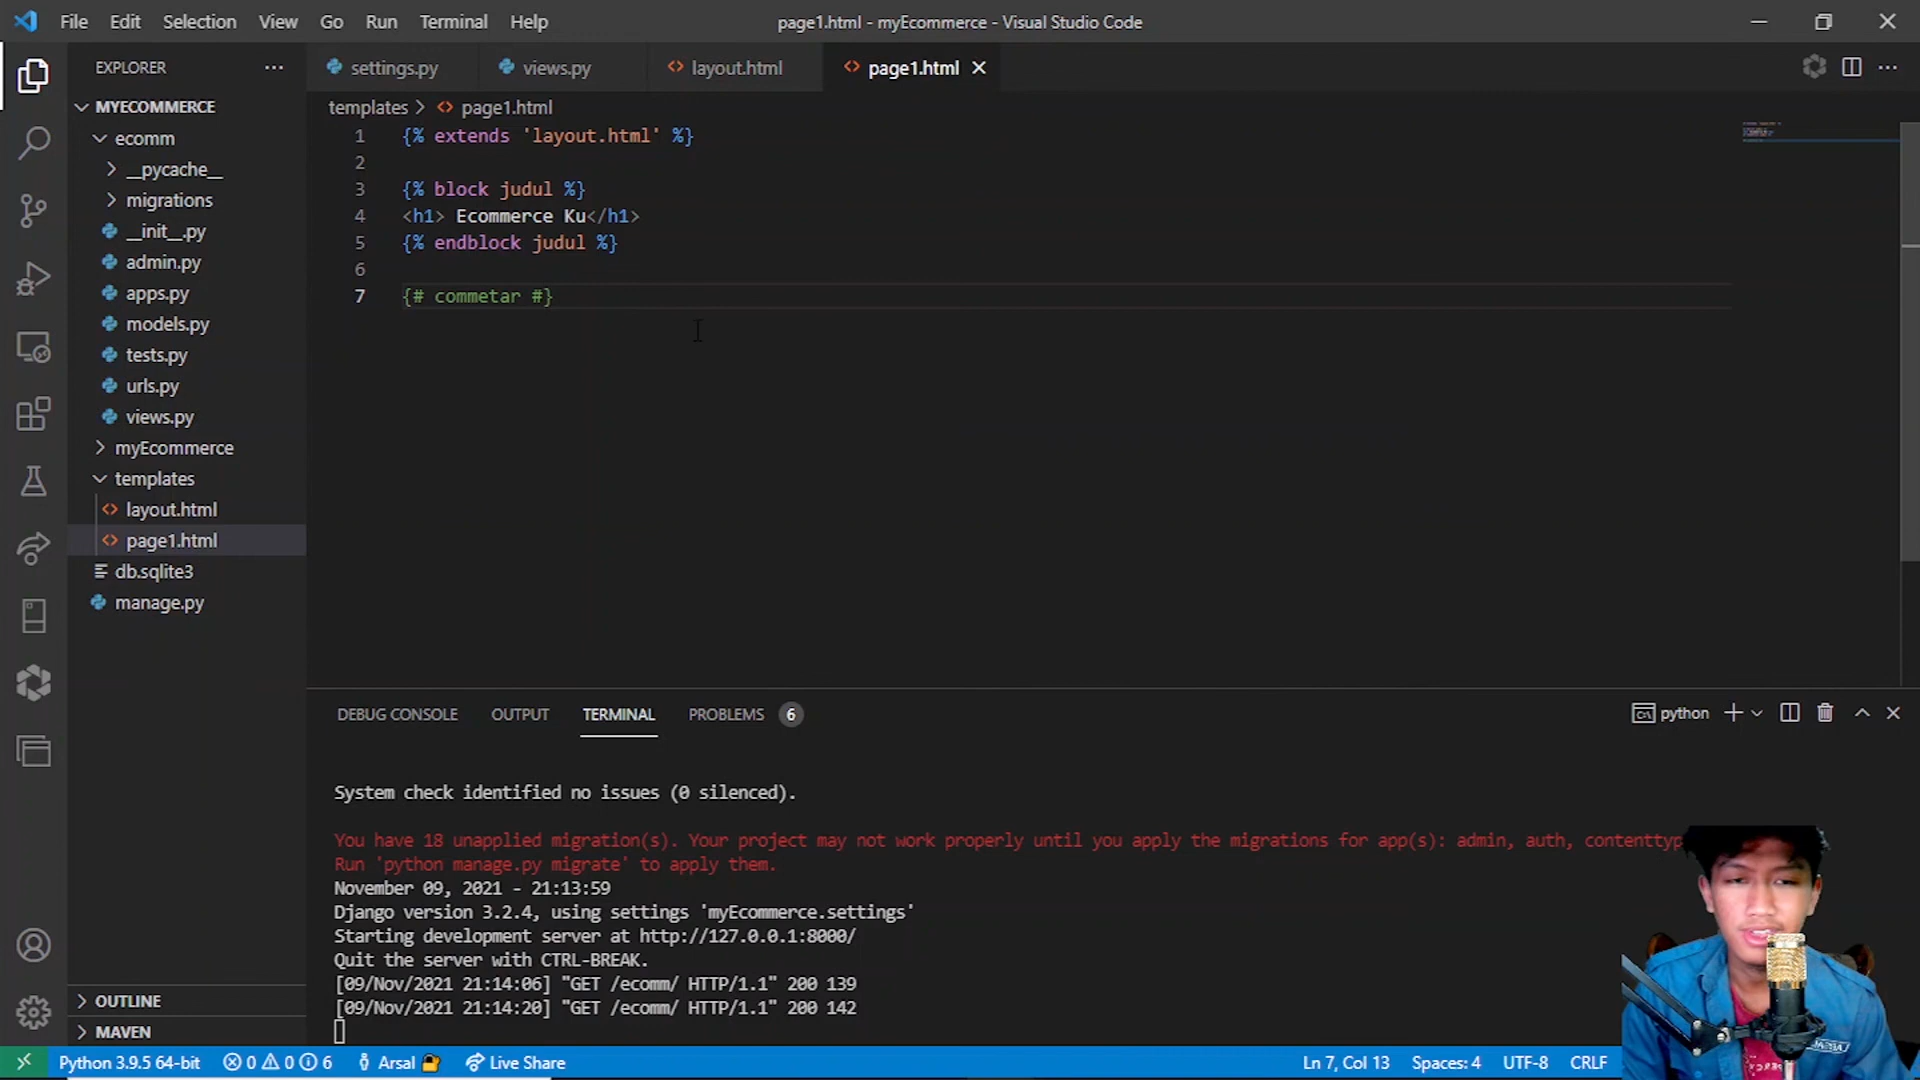 File Edit Selection View Go Run Terminal Help
page1.html - myEcommerce - Visual Studio Code
EXPLORER
MYECOMMERCE
ecomm
__pycache__
migrations
__init__.py
admin.py
apps.py
models.py
tests.py
urls.py
views.py
myEcommerce
templates
layout.html
page1.html
db.sqlite3
manage.py
OUTLINE
MAVEN
settings.py views.py layout.html page1.html
templates > page1.html
1 {% extends 'layout.html' %}
2
3 {% block judul %}
4 <h1> Ecommerce Ku</h1>
5 {% endblock judul %}
6
7 {# commetar #}
DEBUG CONSOLE OUTPUT TERMINAL PROBLEMS 6
python
System check identified no issues (0 silenced).
You have 18 unapplied migration(s). Your project may not work properly until you apply the migrations for app(s): admin, auth, contenttyp
Run 'python manage.py migrate' to apply them.
November 09, 2021 - 21:13:59
Django version 3.2.4, using settings 'myEcommerce.settings'
Starting development server at http://127.0.0.1:8000/
Quit the server with CTRL-BREAK.
[09/Nov/2021 21:14:06] "GET /ecomm/ HTTP/1.1" 200 139
[09/Nov/2021 21:14:20] "GET /ecomm/ HTTP/1.1" 200 142
Python 3.9.5 64-bit 0 0 6 Arsal Live Share Ln 7, Col 13 Spaces: 4 UTF-8 CRLF